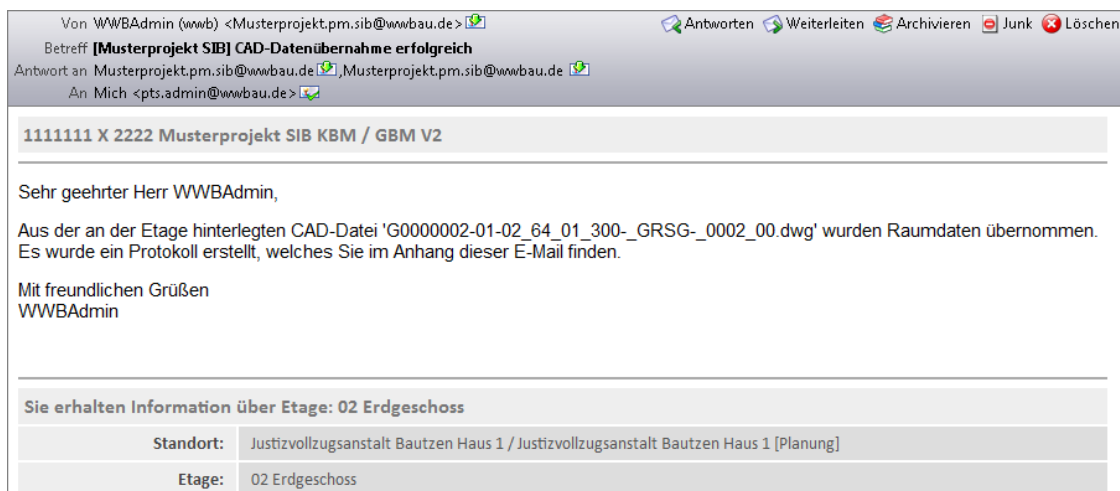 Von WWBAdmin (wwb) <Musterprojekt.pm.sib@wwbau.de> Antworten Weiterleiten Archivieren Junk Löschen
Betreff [Musterprojekt SIB] CAD-Datenübernahme erfolgreich
Antwort an Musterprojekt.pm.sib@wwbau.de ,Musterprojekt.pm.sib@wwbau.de
An Mich <pts.admin@wwbau.de>
1111111 X 2222 Musterprojekt SIB KBM / GBM V2
Sehr geehrter Herr WWBAdmin,
Aus der an der Etage hinterlegten CAD-Datei 'G0000002-01-02_64_01_300-_GRSG-_0002_00.dwg' wurden Raumdaten übernommen.
Es wurde ein Protokoll erstellt, welches Sie im Anhang dieser E-Mail finden.
Mit freundlichen Grüßen
WWBAdmin
Sie erhalten Information über Etage: 02 Erdgeschoss
Standort: Justizvollzugsanstalt Bautzen Haus 1 / Justizvollzugsanstalt Bautzen Haus 1 [Planung]
Etage: 02 Erdgeschoss